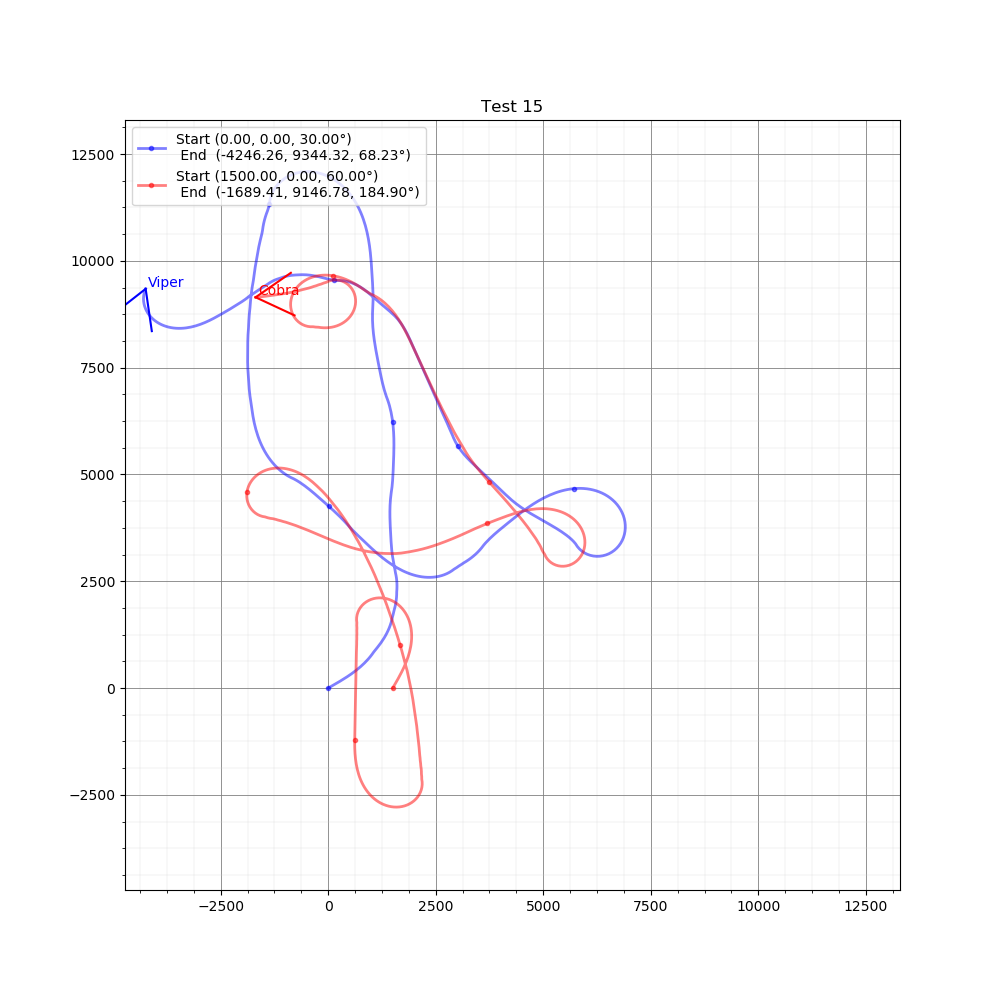 Test 15
Start (0.00, 0.00, 30.00°)
End  (-4246.26, 9344.32, 68.23°)
Start (1500.00, 0.00, 60.00°)
End  (-1689.41, 9146.78, 184.90°)
12500
10000
7500
5000
2500
0
−2500
Viper
Cobra
−2500 0 2500 5000 7500 10000 12500